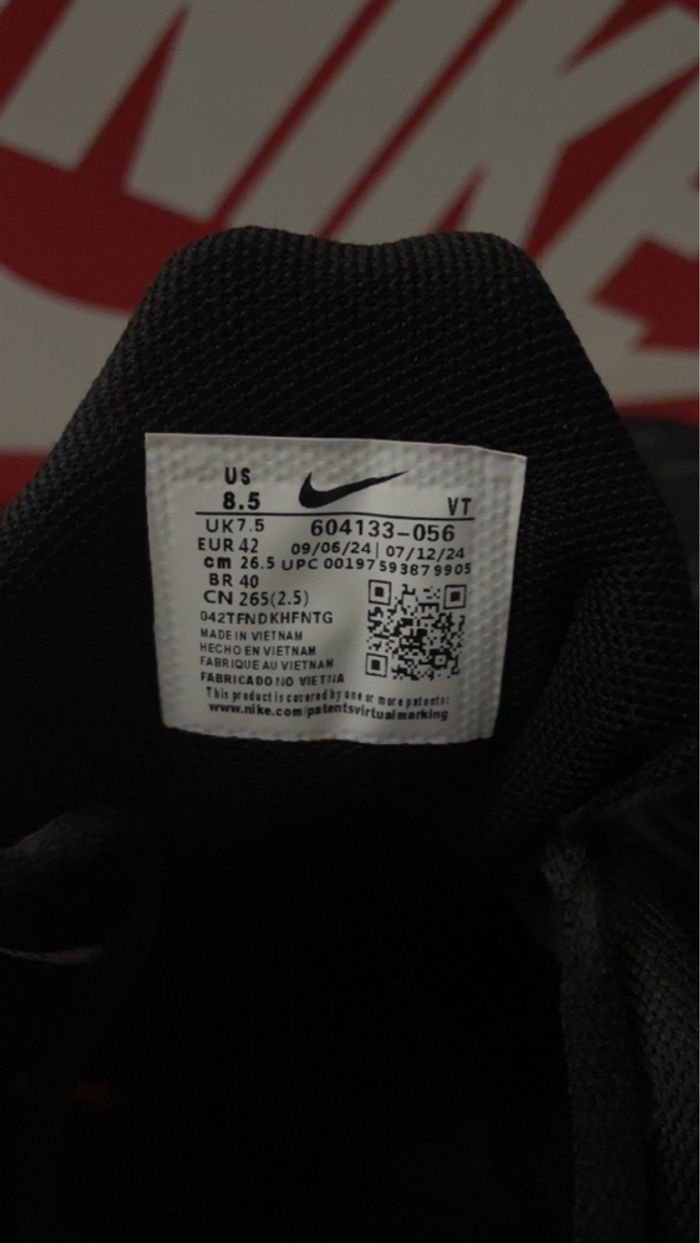 NIKE
US
8.5
VT
UK7.5 604133-056
EUR 42 09/06/24 | 07/12/24
cm 26.5 UPC 00197593879905
BR 40
CN 265(2.5)
042TFNDKHFNTG
MADE IN VIETNAM
HECHO EN VIETNAM
FABRIQUE AU VIETNAM
FABRICADO NO VIETNA
This product is covered by one or more patents:
www.nike.com/patentsvirtualmarking